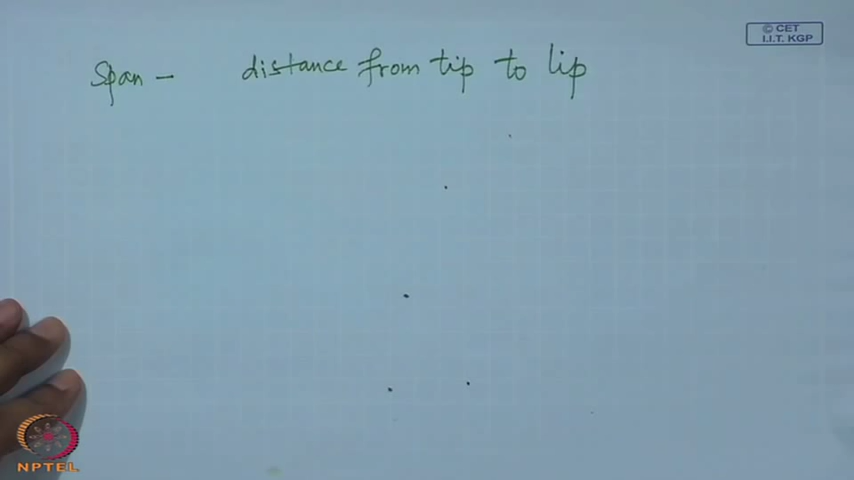 © CET
I.I.T. KGP
Span - distance from tip to lip
NPTEL